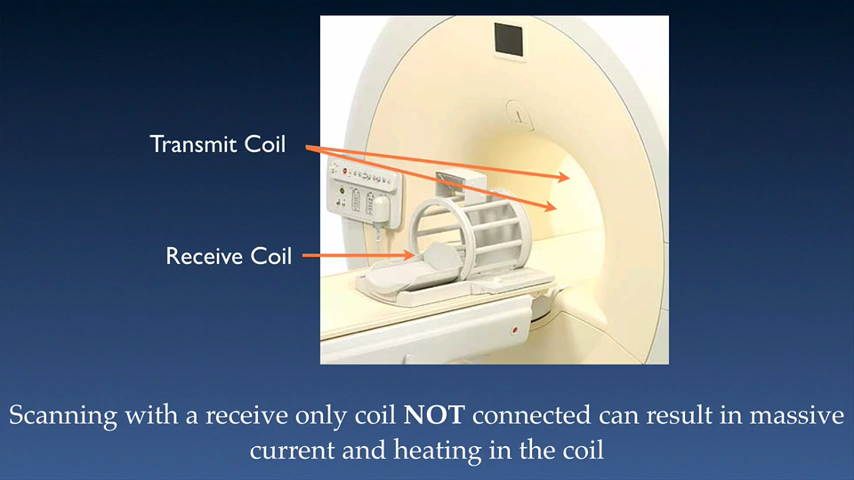 Transmit Coil
Receive Coil
Scanning with a receive only coil NOT connected can result in massive
current and heating in the coil